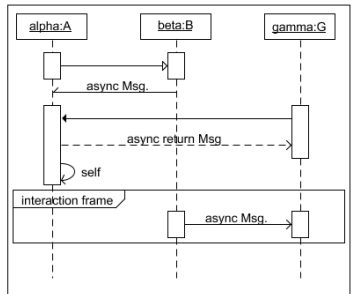 alpha:A
beta:B
gamma:G
async Msg.
async return Msg
self
interaction frame
async Msg.